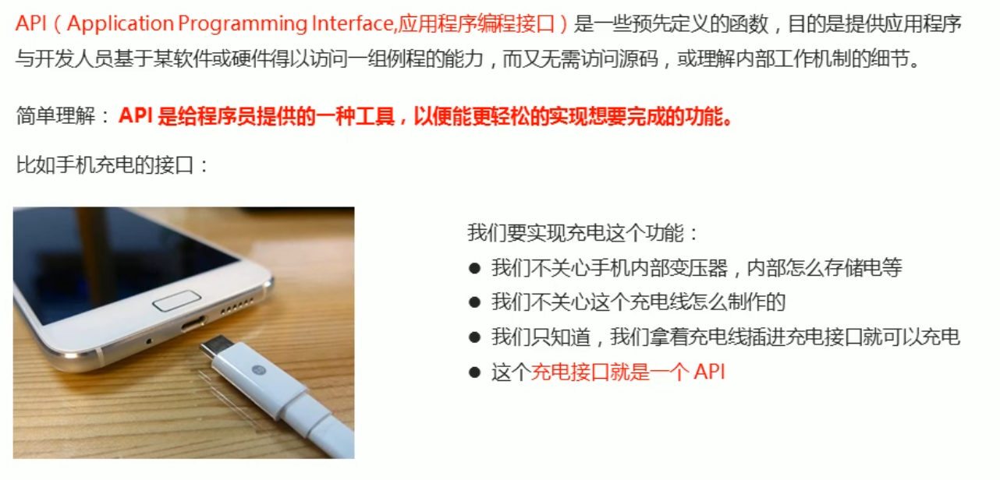 API（Application Programming Interface,应用程序编程接口）是一些预先定义的函数，目的是提供应用程序
与开发人员基于某软件或硬件得以访问一组例程的能力，而又无需访问源码，或理解内部工作机制的细节。
简单理解： API 是给程序员提供的一种工具，以便能更轻松的实现想要完成的功能。
比如手机充电的接口：
我们要实现充电这个功能：
● 我们不关心手机内部变压器，内部怎么存储电等
● 我们不关心这个充电线怎么制作的
● 我们只知道，我们拿着充电线插进充电接口就可以充电
● 这个充电接口就是一个 API